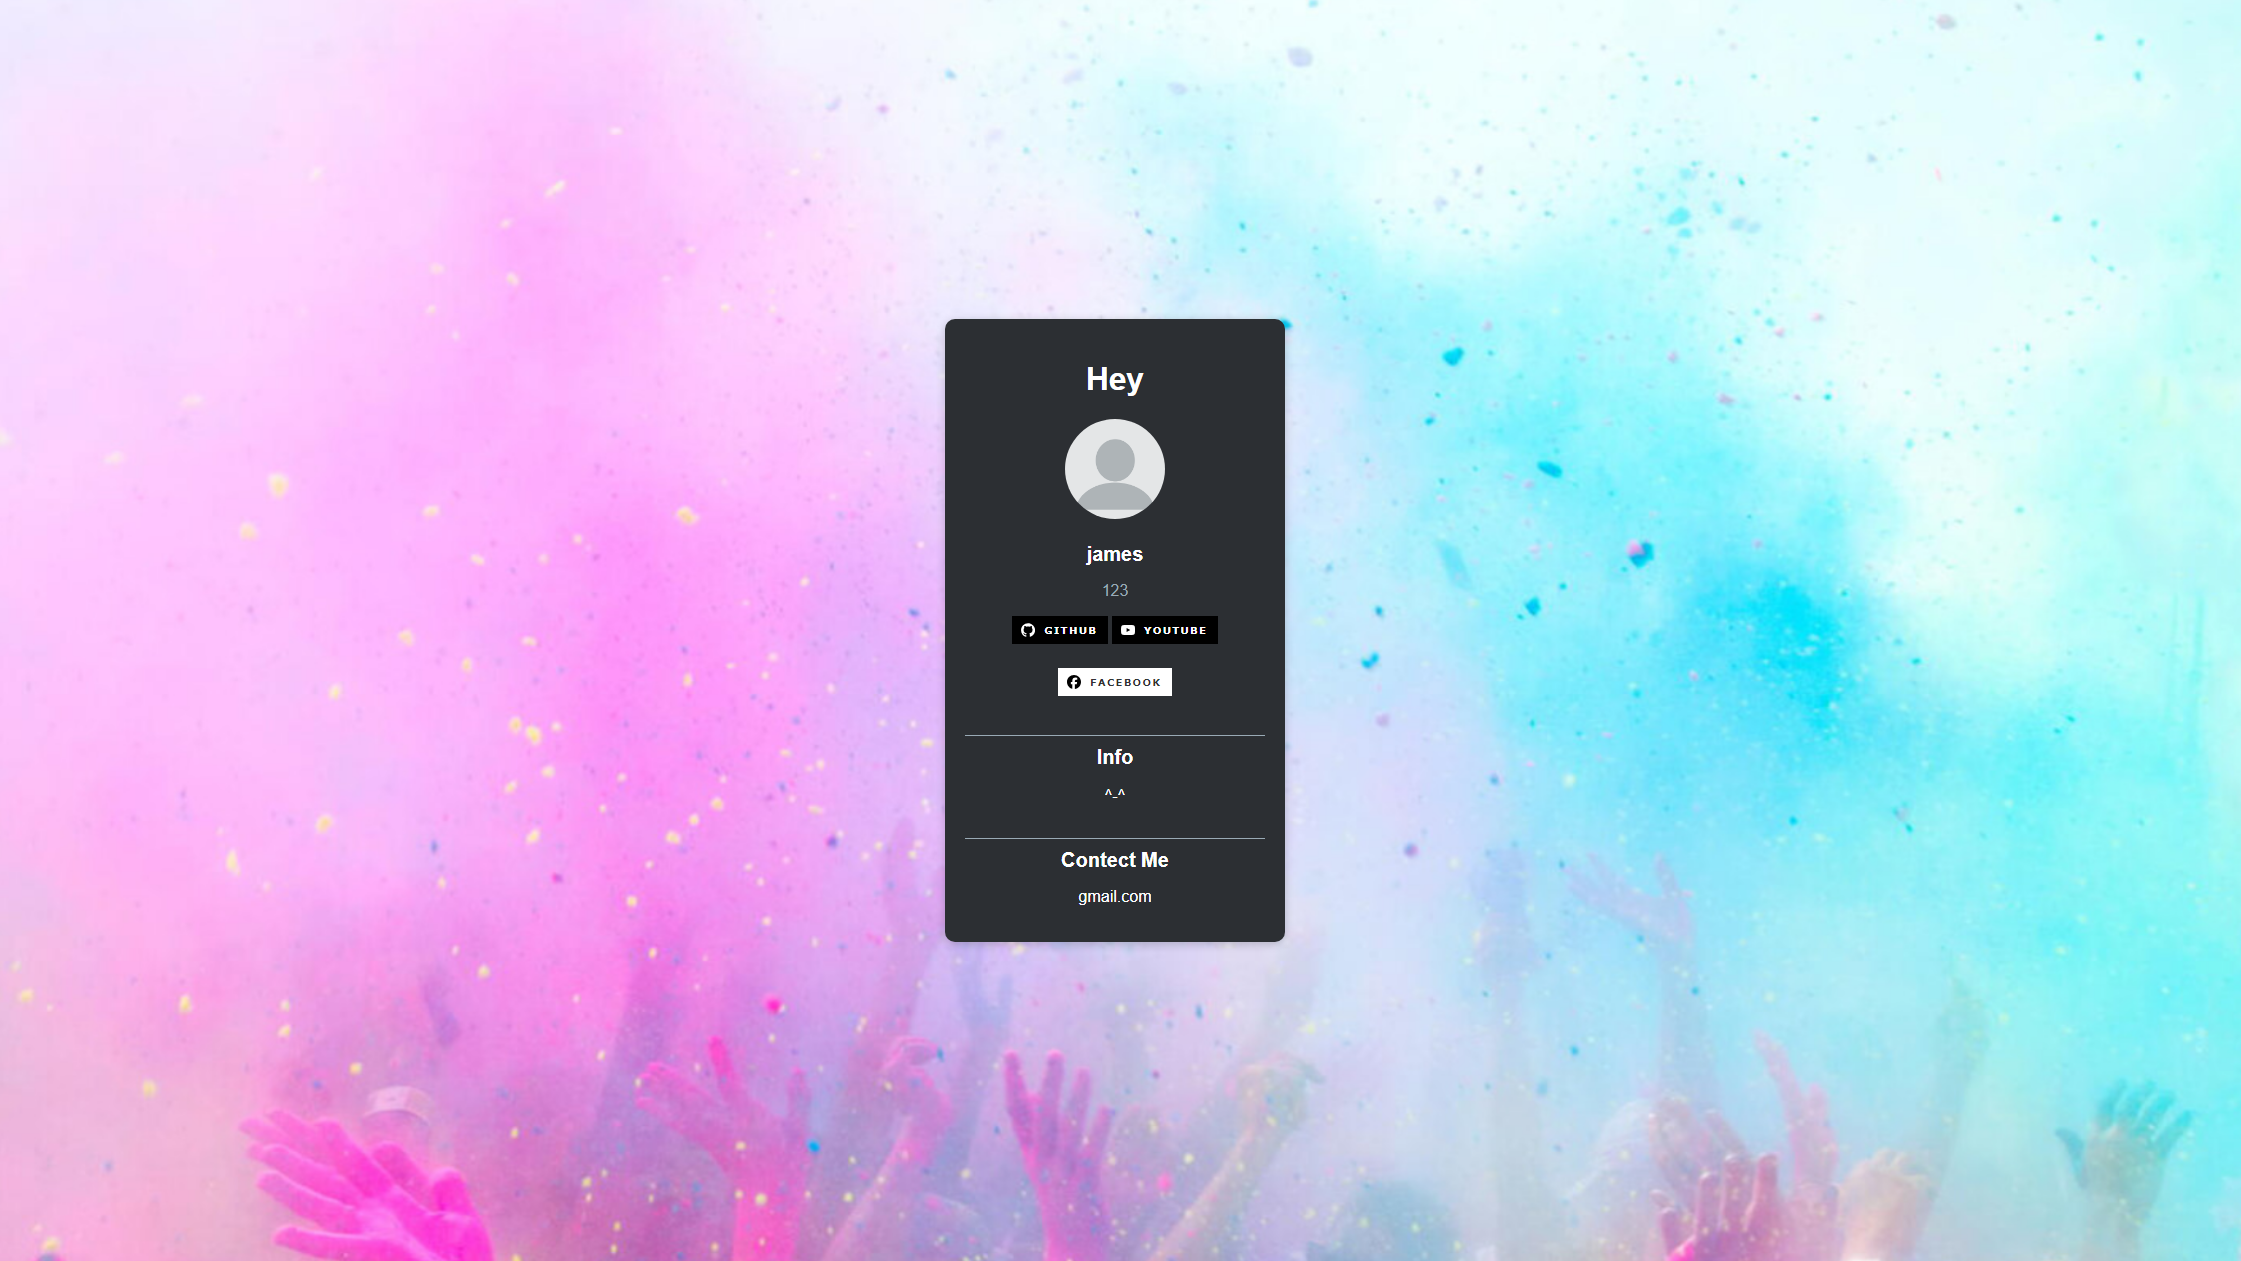 Hey
james
123
GITHUB YOUTUBE
FACEBOOK
Info
^_^
Contect Me
gmail.com